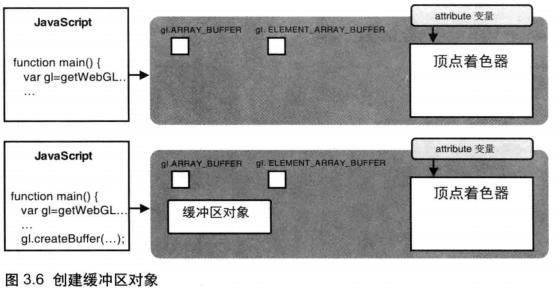 JavaScript
function main() {
var gl=getWebGL...
...
gl.ARRAY_BUFFER
gl.ELEMENT_ARRAY_BUFFER
attribute 变量
顶点着色器
JavaScript
function main() {
var gl=getWebGL...
...
gl.createBuffer(...);
gl.ARRAY_BUFFER
gl.ELEMENT_ARRAY_BUFFER
缓冲区对象
attribute 变量
顶点着色器
图 3.6 创建缓冲区对象